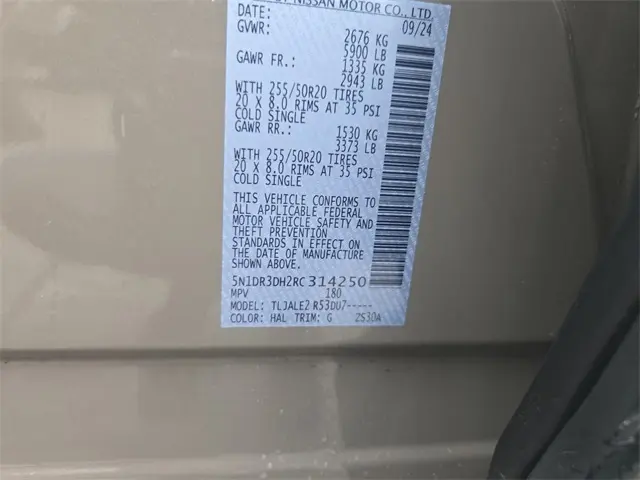 NISSAN MOTOR CO., LTD
DATE: 09/24
GVWR: 2676 KG
5900 LB
GAWR FR.: 1335 KG
2943 LB
WITH 255/50R20 TIRES
20 X 8.0 RIMS AT 35 PSI
COLD SINGLE
GAWR RR.: 1530 KG
3373 LB
WITH 255/50R20 TIRES
20 X 8.0 RIMS AT 35 PSI
COLD SINGLE
THIS VEHICLE CONFORMS TO
ALL APPLICABLE FEDERAL
MOTOR VEHICLE SAFETY AND
THEFT PREVENTION
STANDARDS IN EFFECT ON
THE DATE OF MANUFACTURE
SHOWN ABOVE.
5N1DR3DH2RC314250
MPV 180
MODEL: TLJALE2 R53DU7-----
COLOR: HAL TRIM: G 2S30A